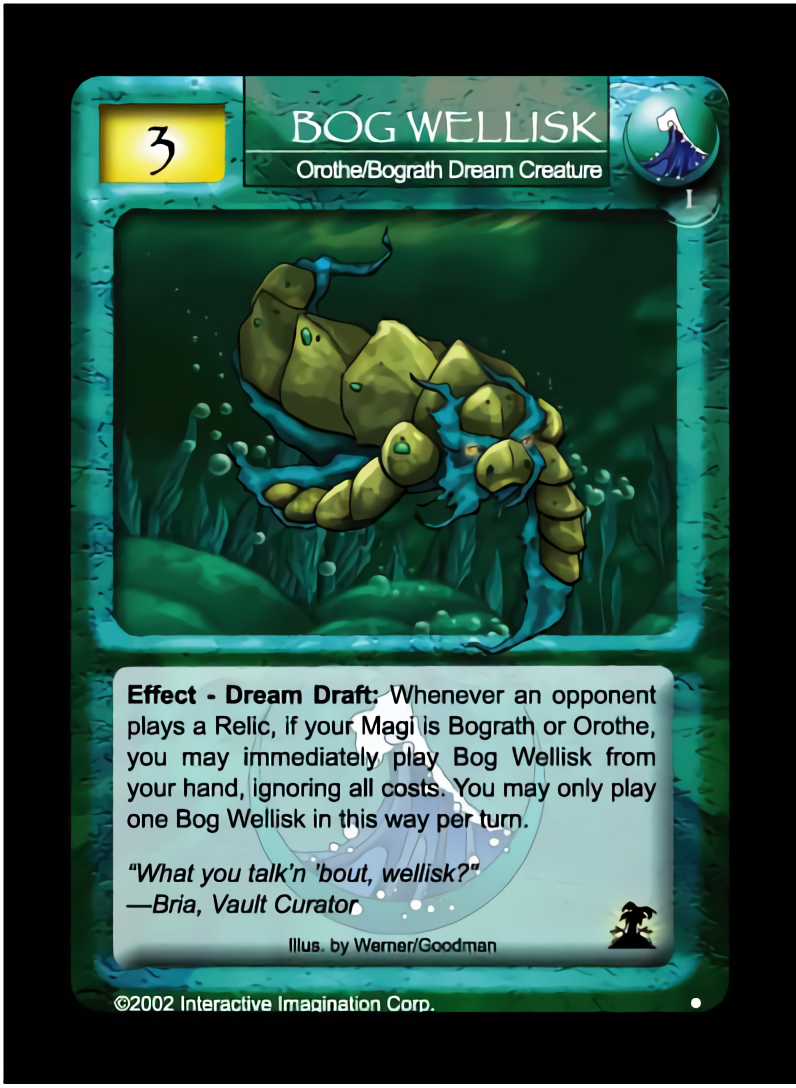 3
BOG WELLISK
Orothe/Bograth Dream Creature
I
Effect - Dream Draft: Whenever an opponent
plays a Relic, if your Magi is Bograth or Orothe,
you may immediately play Bog Wellisk from
your hand, ignoring all costs. You may only play
one Bog Wellisk in this way per turn.
"What you talk'n 'bout, wellisk?"
—Bria, Vault Curator
Illus. by Werner/Goodman
©2002 Interactive Imagination Corp.